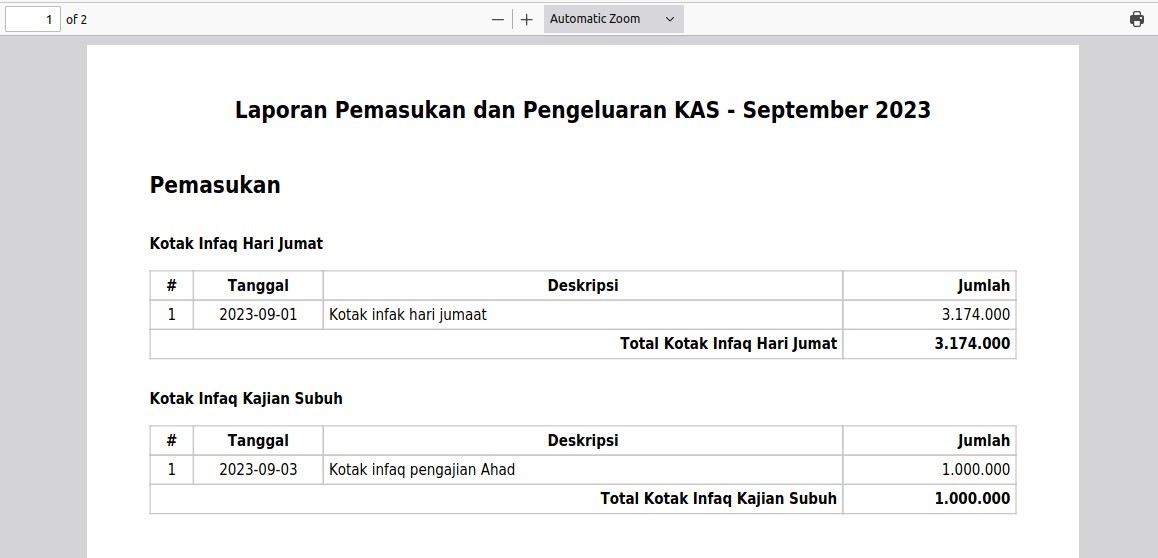 1 of 2 Automatic Zoom
Laporan Pemasukan dan Pengeluaran KAS - September 2023
Pemasukan
Kotak Infaq Hari Jumat
# Tanggal Deskripsi Jumlah
1 2023-09-01 Kotak infak hari jumaat 3.174.000
Total Kotak Infaq Hari Jumat 3.174.000
Kotak Infaq Kajian Subuh
# Tanggal Deskripsi Jumlah
1 2023-09-03 Kotak infaq pengajian Ahad 1.000.000
Total Kotak Infaq Kajian Subuh 1.000.000